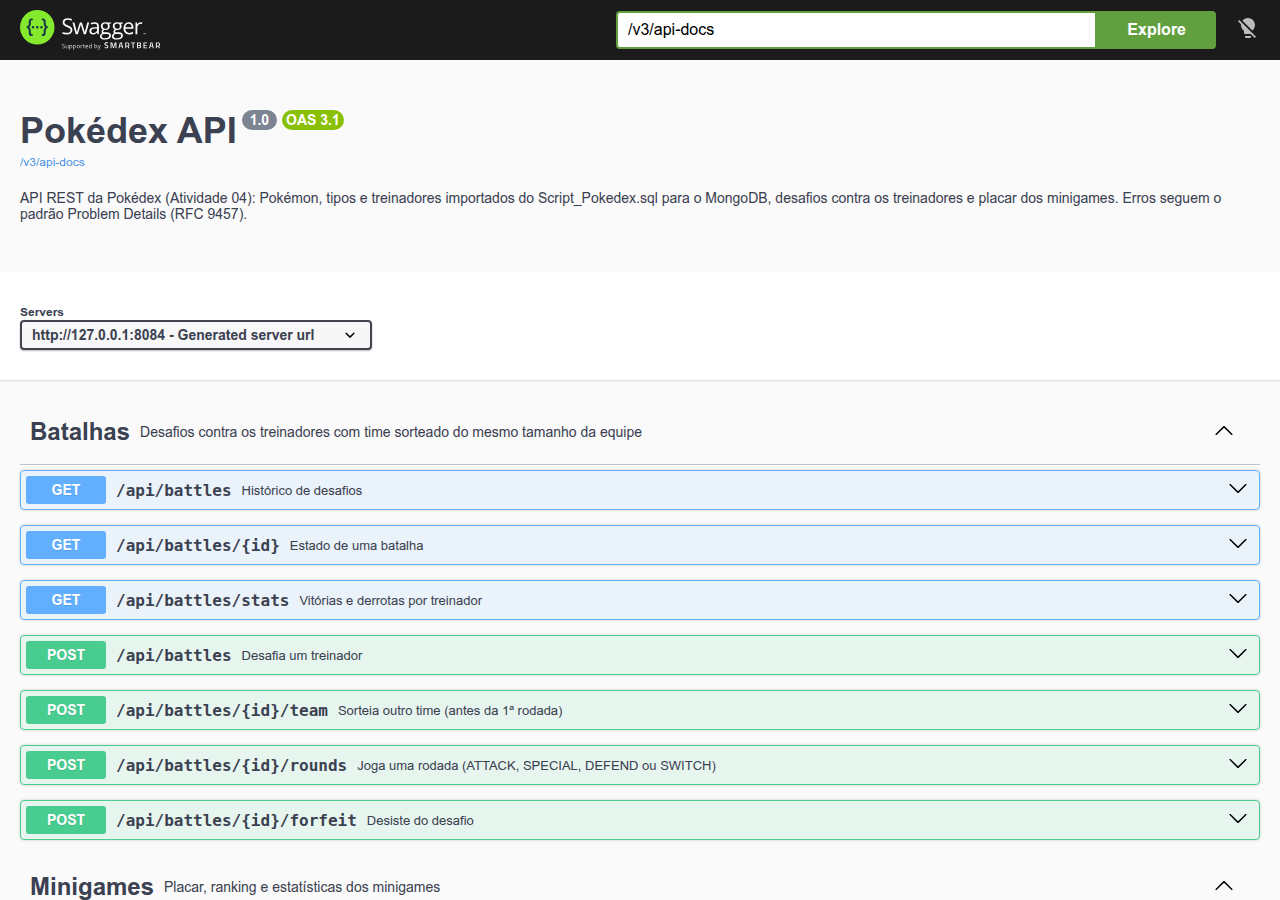 Swagger
Supported by SMARTBEAR
/v3/api-docs
Explore
Pokédex API 1.0 OAS 3.1
/v3/api-docs
API REST da Pokédex (Atividade 04): Pokémon, tipos e treinadores importados do Script_Pokedex.sql para o MongoDB, desafios contra os treinadores e placar dos minigames. Erros seguem o
padrão Problem Details (RFC 9457).
Servers
http://127.0.0.1:8084 - Generated server url
Batalhas Desafios contra os treinadores com time sorteado do mesmo tamanho da equipe
GET /api/battles Histórico de desafios
GET /api/battles/{id} Estado de uma batalha
GET /api/battles/stats Vitórias e derrotas por treinador
POST /api/battles Desafia um treinador
POST /api/battles/{id}/team Sorteia outro time (antes da 1ª rodada)
POST /api/battles/{id}/rounds Joga uma rodada (ATTACK, SPECIAL, DEFEND ou SWITCH)
POST /api/battles/{id}/forfeit Desiste do desafio
Minigames Placar, ranking e estatísticas dos minigames